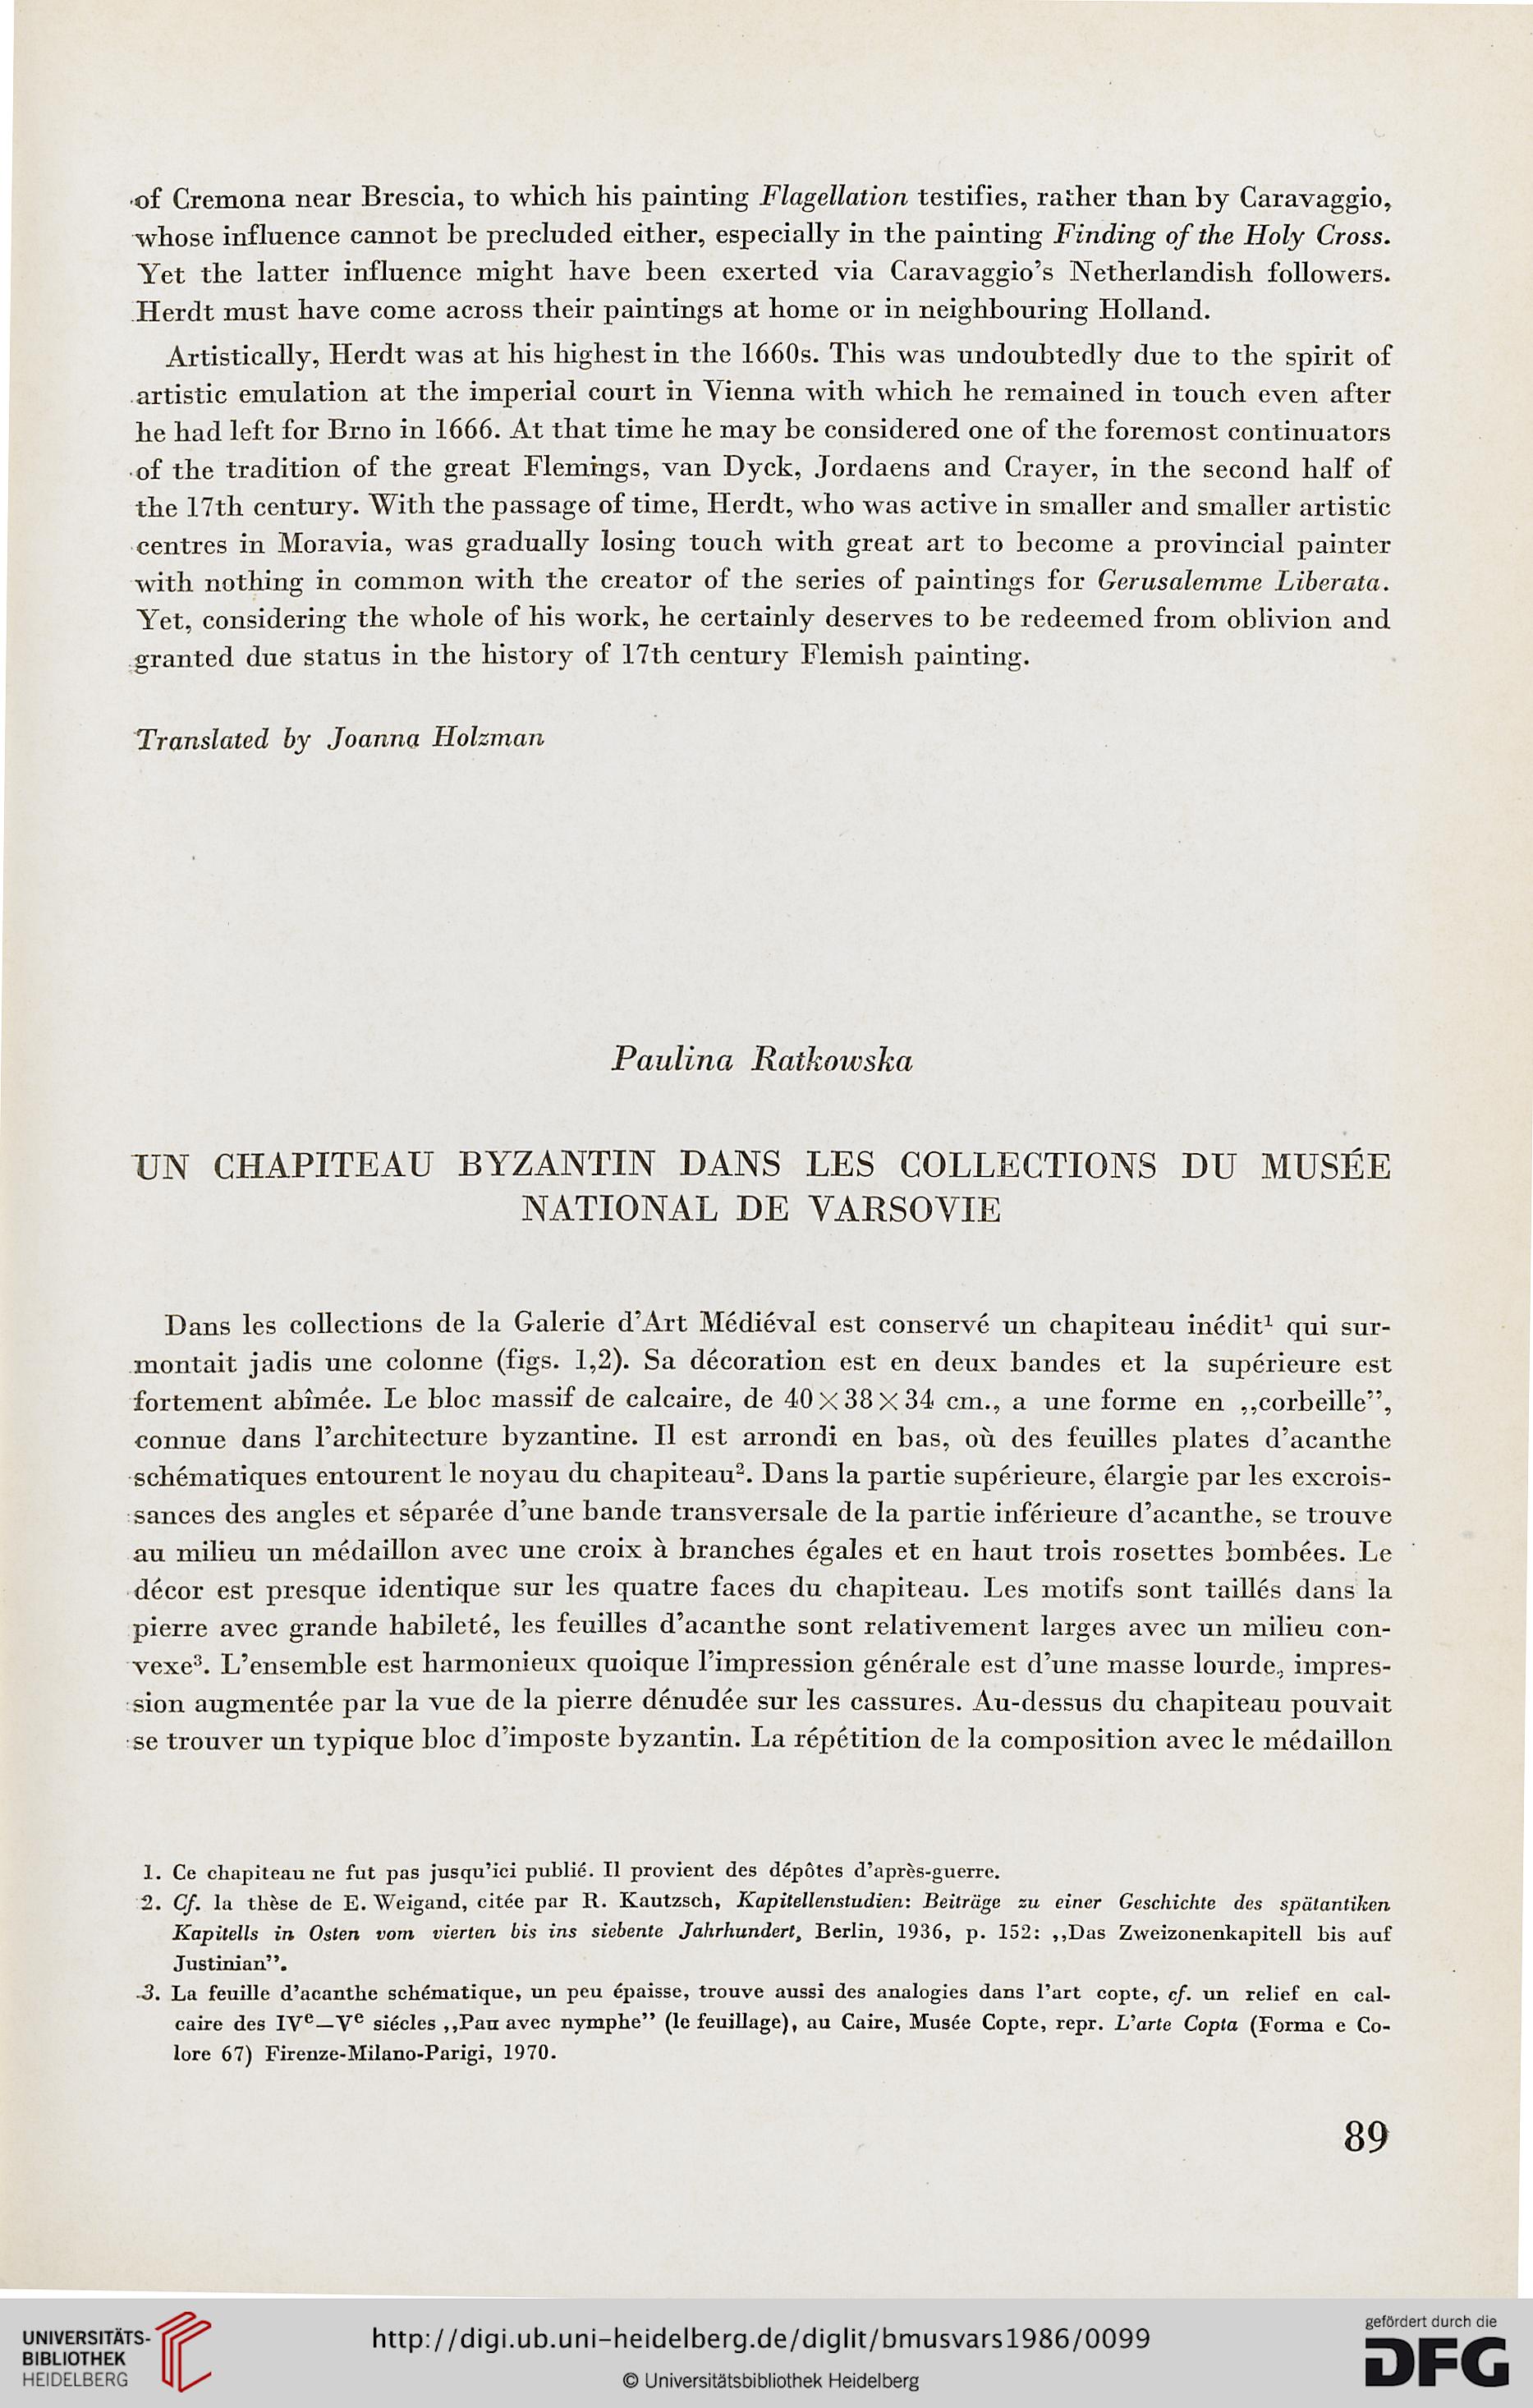 of Cremona near Brescia, to which his painting Flagellation testifies, rather than by Caravaggio,
whose influence cannot be precluded either, especially in the painting Finding of the Holy Cross.
Yet the latter influence might have been exerted via Caravaggio's Netherlandish followers.
Herdt must have come across their paintings at home or in neighbouring Holland.
Artistically, Herdt was at his highest in the 1660s. This was undoubtedly due to the spirit of
artistic emulation at the imperial court in Vienna with which he remained in touch even after
he had left for Brno in 1666. At that time he may be considered one of the foremost continuators
of the tradition of the great Flemings, van Dyck, Jordaens and Crayer, in the second half of
the 17th century. With the passage of time, Herdt, who was active in smaller and smaller artistic
centres in Moravia, was gradually losing touch with great art to become a provincial painter
with nothing in common with the creator of the series of paintings for Gerusalemme Liberata.
Yet, considering the whole of his work, he certainly deserves to be redeemed from oblivion and
granted due status in the history of 17th century Flemish painting.
Translated by Joanna Holzman
Paulina Ratkowska
UN CHAPITEAU BYZANTIN DANS LES COLLECTIONS DU MUSÉE
NATIONAL DE VARSOVIE
Dans les collections de la Galerie d'Art Médiéval est conservé un chapiteau inédit¹ qui sur-
montait jadis une colonne (figs. 1,2). Sa décoration est en deux bandes et la supérieure est
fortement abîmée. Le bloc massif de calcaire, de 40×38×34 cm., a une forme en ,,corbeille'',
connue dans l'architecture byzantine. Il est arrondi en bas, où des feuilles plates d'acanthe
schématiques entourent le noyau du chapiteau². Dans la partie supérieure, élargie par les excrois-
sances des angles et séparée d'une bande transversale de la partie inférieure d'acanthe, se trouve
au milieu un médaillon avec une croix à branches égales et en haut trois rosettes bombées. Le
décor est presque identique sur les quatre faces du chapiteau. Les motifs sont taillés dans la
pierre avec grande habileté, les feuilles d'acanthe sont relativement larges avec un milieu con-
vexe³. L'ensemble est harmonieux quoique l'impression générale est d'une masse lourde, impres-
sion augmentée par la vue de la pierre dénudée sur les cassures. Au-dessus du chapiteau pouvait
se trouver un typique bloc d'imposte byzantin. La répétition de la composition avec le médaillon
1. Ce chapiteau ne fut pas jusqu'ici publié. Il provient des dépôtes d'après-guerre.
2. Cf. la thèse de E. Weigand, citée par R. Kautzsch, Kapitellenstudien: Beiträge zu einer Geschichte des spätantiken
Kapitells in Osten vom vierten bis ins siebente Jahrhundert, Berlin, 1936, p. 152: ,,Das Zweizonenkapitell bis auf
Justinian''.
3. La feuille d'acanthe schématique, un peu épaisse, trouve aussi des analogies dans l'art copte, cf. un relief en cal-
caire des IVe—Ve siécles ,,Pan avec nymphe'' (le feuillage), au Caire, Musée Copte, repr. L'arte Copta (Forma e Co-
lore 67) Firenze-Milano-Parigi, 1970.
89
UNIVERSITÄTS-
BIBLIOTHEK
HEIDELBERG
http://digi.ub.uni-heidelberg.de/diglit/bmusvars1986/0099
© Universitätsbibliothek Heidelberg
gefördert durch die
DFG